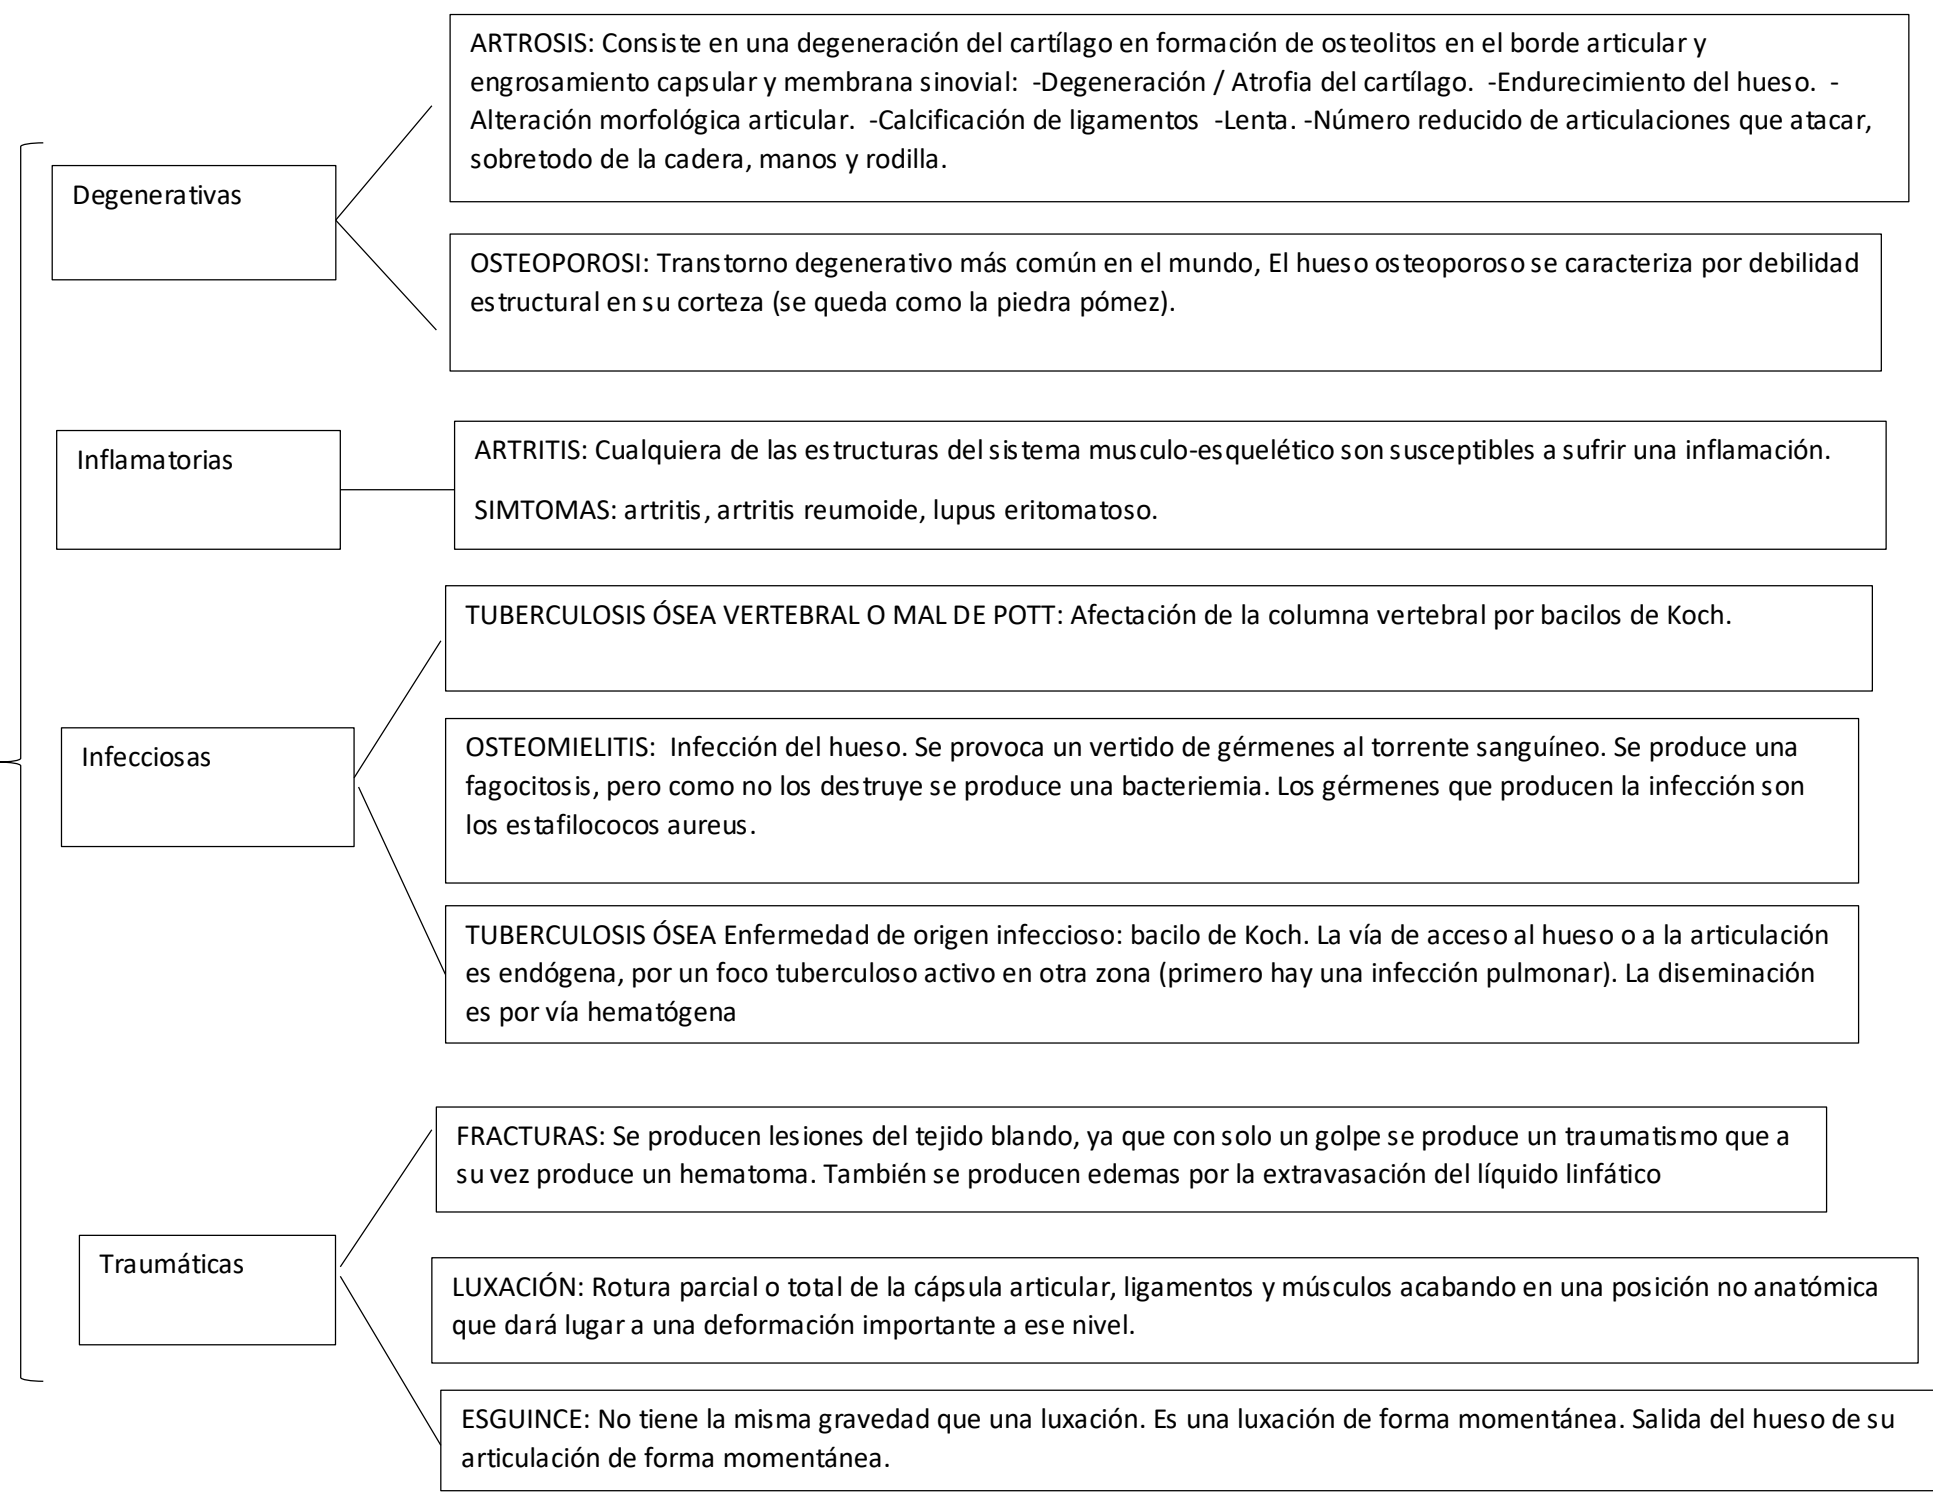 Degenerativas
ARTROSIS: Consiste en una degeneración del cartílago en formación de osteolitos en el borde articular y
engrosamiento capsular y membrana sinovial:  -Degeneración / Atrofia del cartílago.  -Endurecimiento del hueso.  -
Alteración morfológica articular.  -Calcificación de ligamentos  -Lenta. -Número reducido de articulaciones que atacar,
sobretodo de la cadera, manos y rodilla.
OSTEOPOROSI: Transtorno degenerativo más común en el mundo, El hueso osteoporoso se caracteriza por debilidad
estructural en su corteza (se queda como la piedra pómez).
Inflamatorias
ARTRITIS: Cualquiera de las estructuras del sistema musculo-esquelético son susceptibles a sufrir una inflamación.
SIMTOMAS: artritis, artritis reumoide, lupus eritomatoso.
Infecciosas
TUBERCULOSIS ÓSEA VERTEBRAL O MAL DE POTT: Afectación de la columna vertebral por bacilos de Koch.
OSTEOMIELITIS:  Infección del hueso. Se provoca un vertido de gérmenes al torrente sanguíneo. Se produce una
fagocitosis, pero como no los destruye se produce una bacteriemia. Los gérmenes que producen la infección son
los estafilococos aureus.
TUBERCULOSIS ÓSEA Enfermedad de origen infeccioso: bacilo de Koch. La vía de acceso al hueso o a la articulación
es endógena, por un foco tuberculoso activo en otra zona (primero hay una infección pulmonar). La diseminación
es por vía hematógena
Traumáticas
FRACTURAS: Se producen lesiones del tejido blando, ya que con solo un golpe se produce un traumatismo que a
su vez produce un hematoma. También se producen edemas por la extravasación del líquido linfático
LUXACIÓN: Rotura parcial o total de la cápsula articular, ligamentos y músculos acabando en una posición no anatómica
que dará lugar a una deformación importante a ese nivel.
ESGUINCE: No tiene la misma gravedad que una luxación. Es una luxación de forma momentánea. Salida del hueso de su
articulación de forma momentánea.